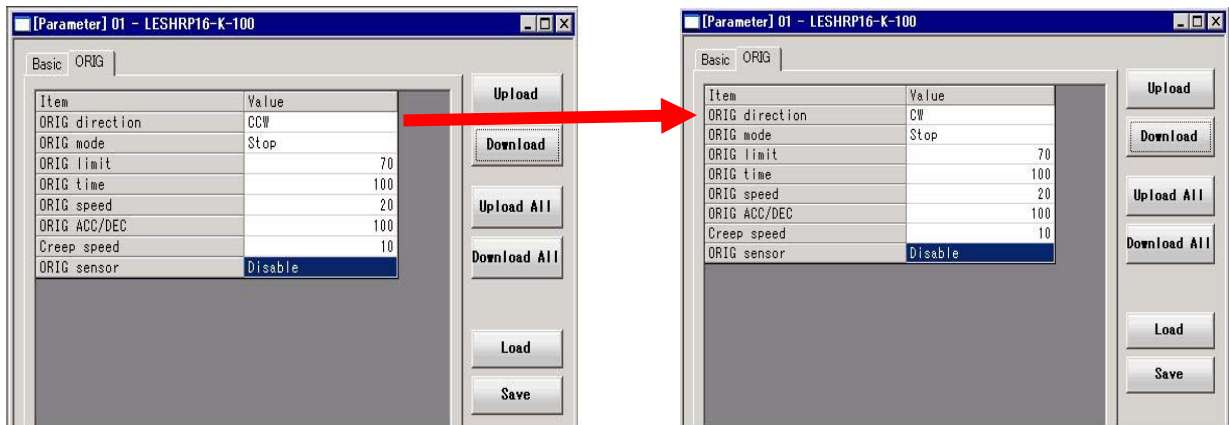 [Parameter] 01 - LESHRP16-K-100
Basic ORIG
Item Value
ORIG direction CCW
ORIG mode Stop
ORIG limit 70
ORIG time 100
ORIG speed 20
ORIG ACC/DEC 100
Creep speed 10
ORIG sensor Disable
Upload
Download
Upload All
Download All
Load
Save
[Parameter] 01 - LESHRP16-K-100
Basic ORIG
Item Value
ORIG direction CW
ORIG mode Stop
ORIG limit 70
ORIG time 100
ORIG speed 20
ORIG ACC/DEC 100
Creep speed 10
ORIG sensor Disable
Upload
Download
Upload All
Download All
Load
Save